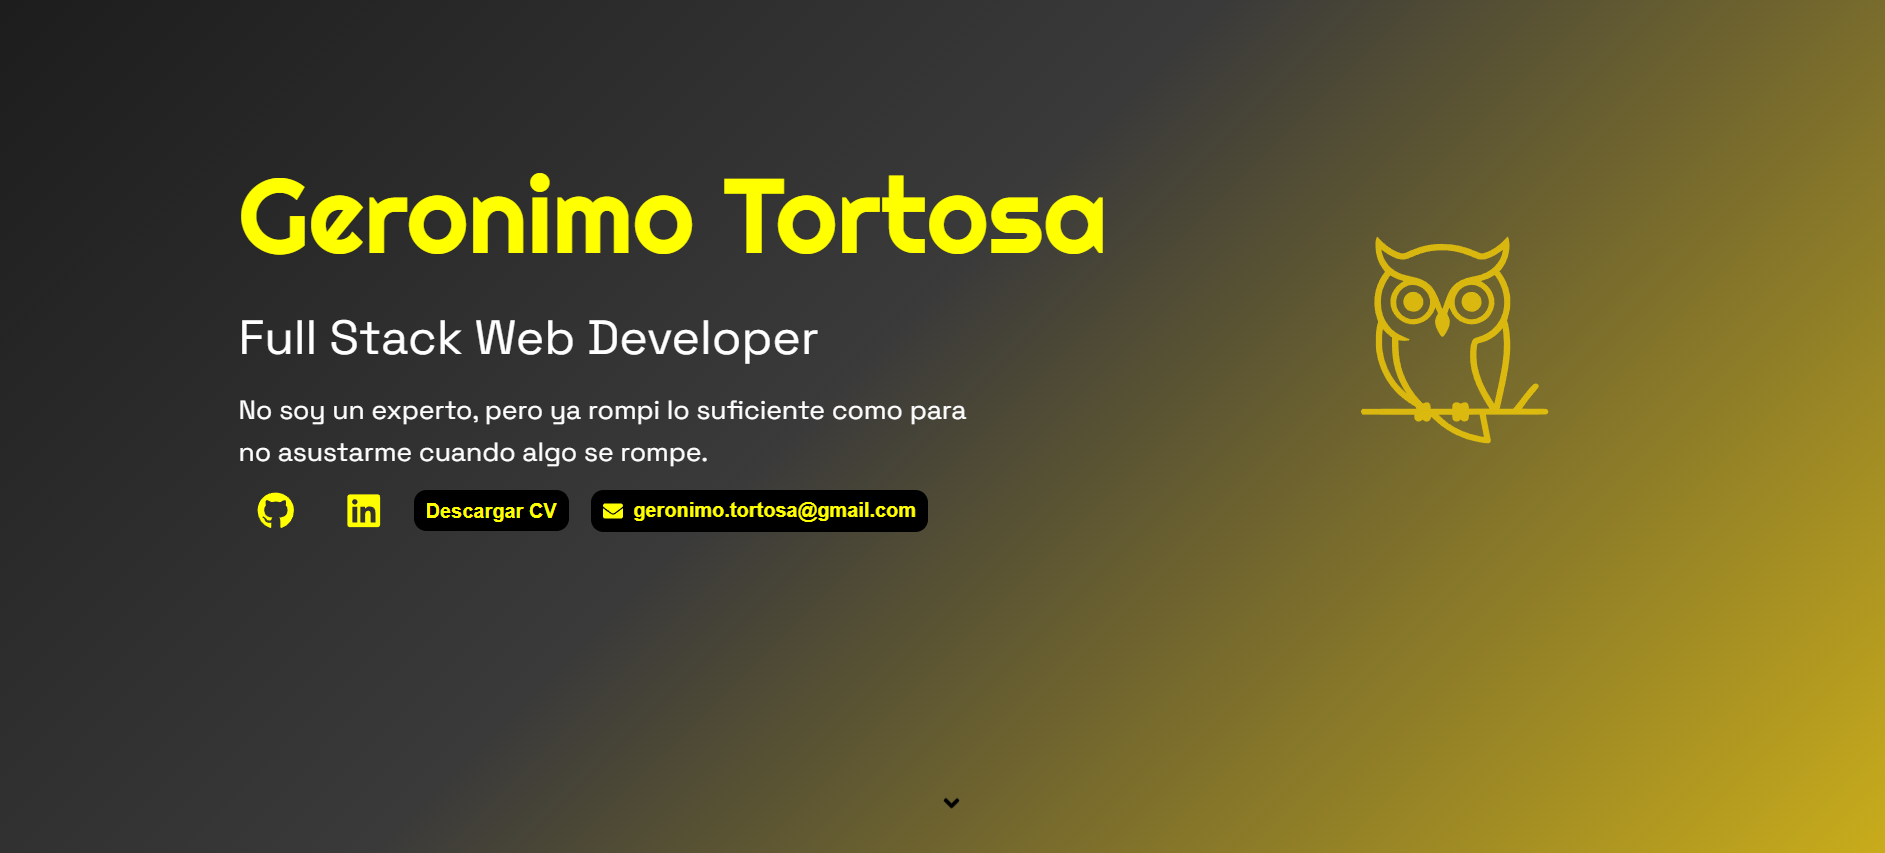 Geronimo Tortosa
Full Stack Web Developer
No soy un experto, pero ya rompi lo suficiente como para
no asustarme cuando algo se rompe.
in Descargar CV geronimo.tortosa@gmail.com